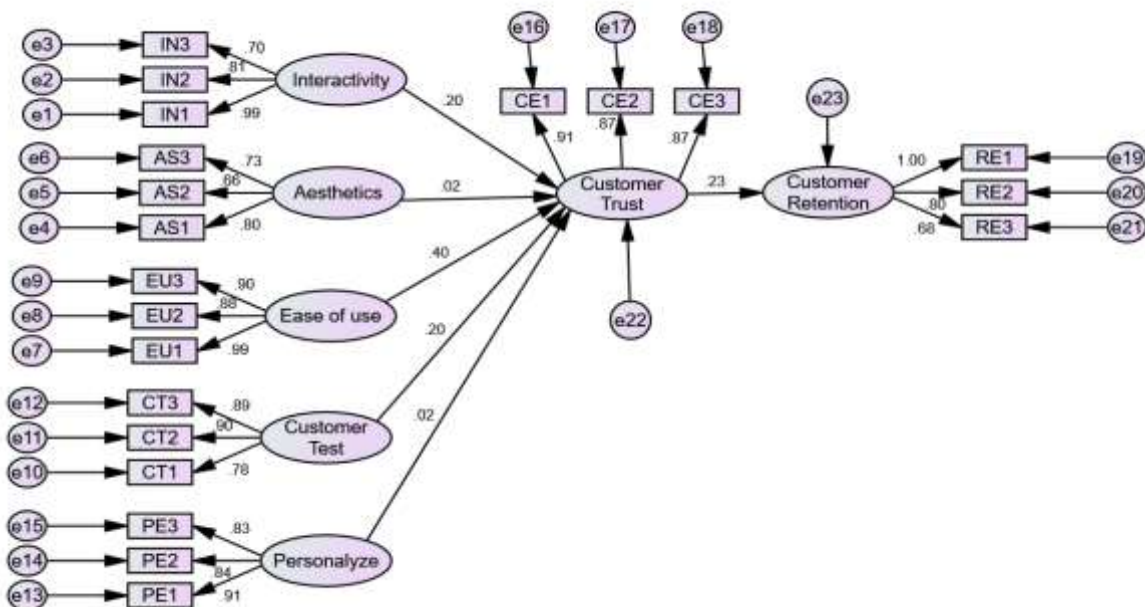 e16
e17
e18
e3
IN3
.70
e2
IN2
.81
Interactivity
e1
IN1
.99
CE1
CE2
CE3
e23
.20
.91
.87
.87
e6
AS3
.73
e5
AS2
.66
Aesthetics
.02
e4
AS1
.80
Customer
Trust
.23
Customer
Retention
1.00
RE1
e19
.80
RE2
e20
.68
RE3
e21
e9
EU3
.90
e8
EU2
.88
Ease of use
.40
e7
EU1
.99
e22
e12
CT3
.89
e11
CT2
.90
Customer
Test
.20
e10
CT1
.78
e15
PE3
.83
e14
PE2
.84
Personalyze
.02
e13
PE1
.91